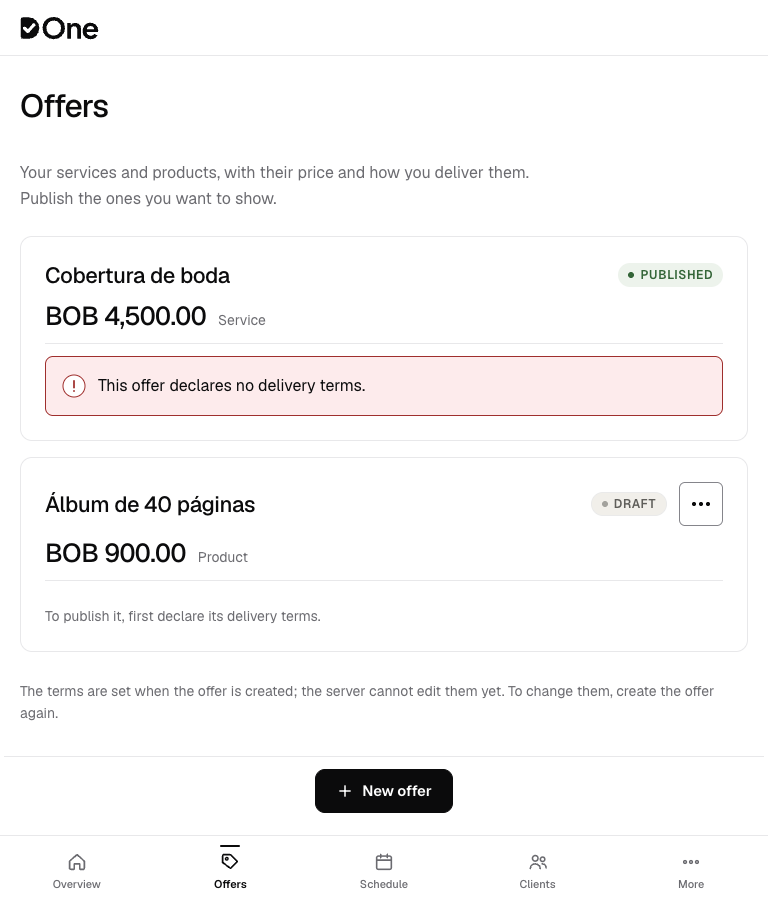 One
Offers
Your services and products, with their price and how you deliver them.
Publish the ones you want to show.
Cobertura de boda
PUBLISHED
BOB 4,500.00 Service
This offer declares no delivery terms.
Álbum de 40 páginas
DRAFT
BOB 900.00 Product
To publish it, first declare its delivery terms.
The terms are set when the offer is created; the server cannot edit them yet. To change them, create the offer
again.
New offer
Overview
Offers
Schedule
Clients
More